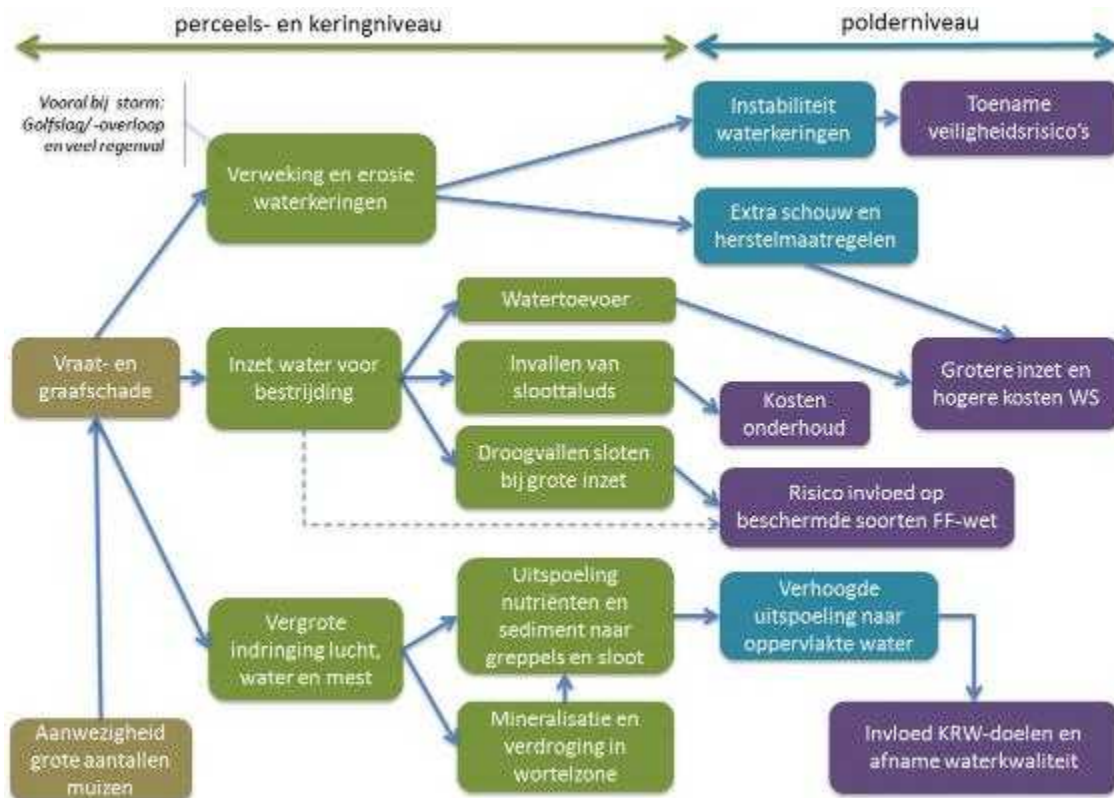 perceels- en keringniveau
polderniveau
Vooral bij storm:
Golfslag/-overloop
en veel regenval
Verweking en erosie
waterkeringen
Instabiliteit
waterkeringen
Toename
veiligheidsrisico's
Extra schouw en
herstelmaatregelen
Vraat- en
graafschade
Inzet water voor
bestrijding
Watertoevoer
Invallen van
sloottaluds
Droogvallen sloten
bij grote inzet
Kosten
onderhoud
Grotere inzet en
hogere kosten WS
Risico invloed op
beschermde soorten FF-wet
Vergrote
indringing lucht,
water en mest
Uitspoeling
nutriënten en
sediment naar
greppels en sloot
Mineralisatie en
verdroging in
wortelzone
Verhoogde
uitspoeling naar
oppervlakte water
Invloed KRW-doelen en
afname waterkwaliteit
Aanwezigheid
grote aantallen
muizen